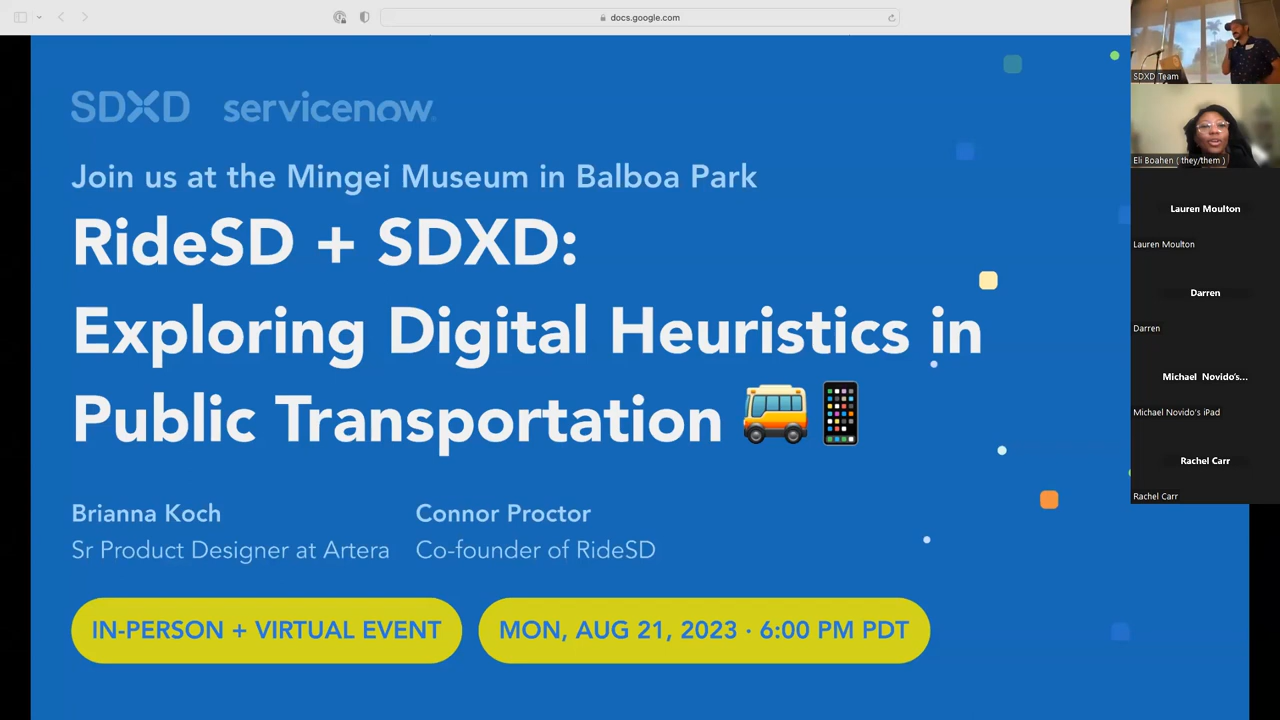 docs.google.com
SDXD servicenow
Join us at the Mingei Museum in Balboa Park
RideSD + SDXD:
Exploring Digital Heuristics in
Public Transportation
Brianna Koch
Sr Product Designer at Artera
Connor Proctor
Co-founder of RideSD
IN-PERSON + VIRTUAL EVENT
MON, AUG 21, 2023 · 6:00 PM PDT
SDXD Team
Eli Boahen ( they/them )
Lauren Moulton
Lauren Moulton
Darren
Darren
Michael Novido's...
Michael Novido's iPad
Rachel Carr
Rachel Carr